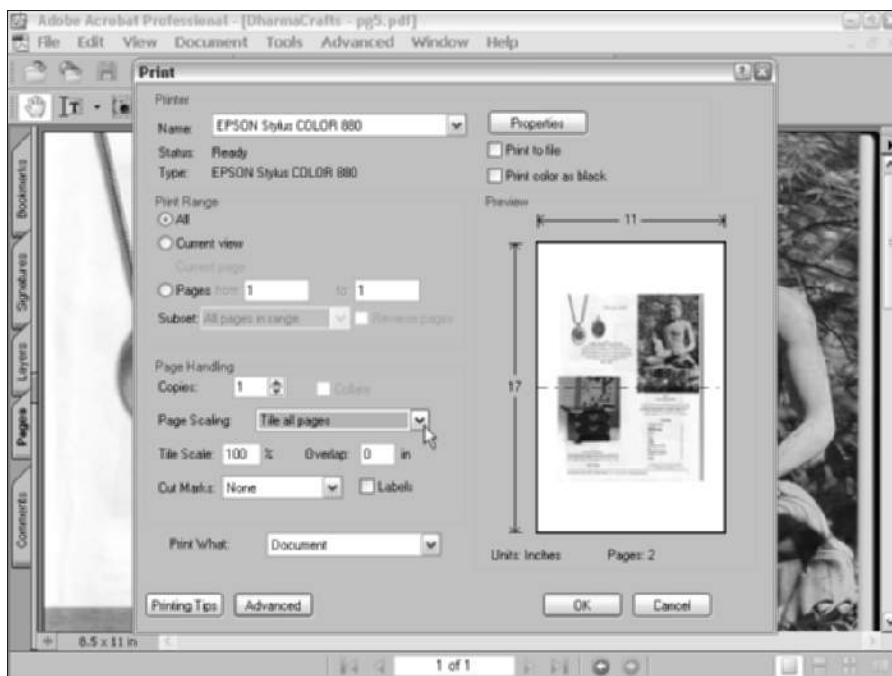 Adobe Acrobat Professional - [DharmaCrafts - pg5.pdf]
File Edit View Document Tools Advanced Window Help
Print
Printer
Name: EPSON Stylus COLOR 880
Properties
Status: Ready
Print to file
Type: EPSON Stylus COLOR 880
Print color as black
Print Range
Preview
All
11
Current view
Current page
Pages from: 1 to: 1
Subset: All pages in range Reverse pages
17
Page Handling
Copies: 1 Collate
Page Scaling: Tile all pages
Tile Scale: 100 % Overlap: 0 in
Cut Marks: None Labels
Print What: Document
Units: Inches Pages: 2
Printing Tips Advanced OK Cancel
Bookmarks
Signatures
Layers
Pages
Comments
8.5 x 11 in
1 of 1